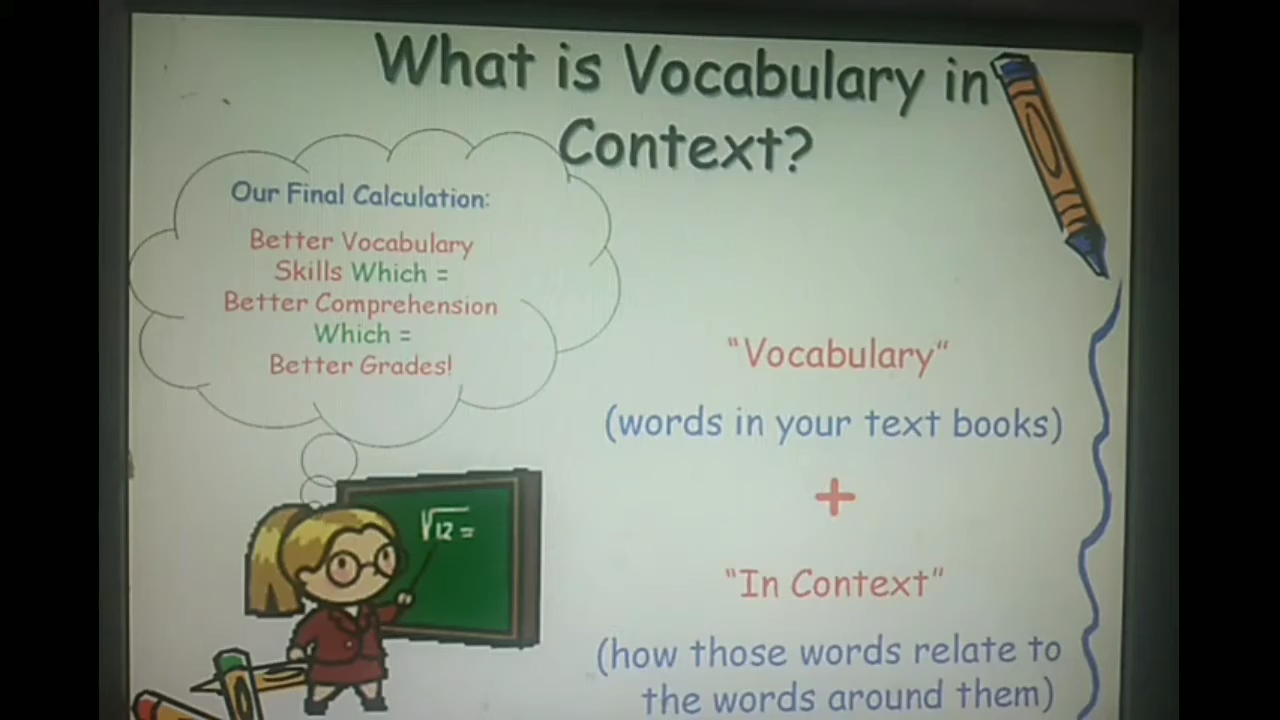 What is Vocabulary in
Context?
Our Final Calculation:
Better Vocabulary
Skills Which =
Better Comprehension
Which =
Better Grades!
√12 =
"Vocabulary"
(words in your text books)
+
"In Context"
(how those words relate to
the words around them)